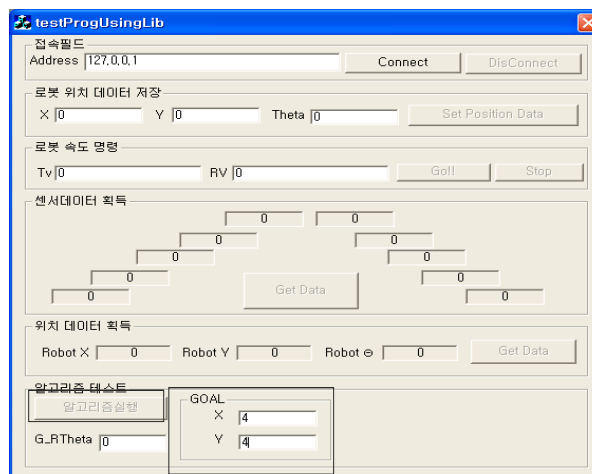 testProgUsingLib
접속필드
Address 127,0,0,1 Connect DisConnect
로봇 위치 데이터 저장
X 0 Y 0 Theta 0 Set Position Data
로봇 속도 명령
Tv 0 RV 0 Go!! Stop
센서데이터 획득
0 0
0 0
0 0
0 0
0 0
Get Data
위치 데이터 획득
Robot X 0 Robot Y 0 Robot Θ 0 Get Data
알고리즘 테스트
알고리즘실행
G_RTheta 0
GOAL
X 4
Y 4